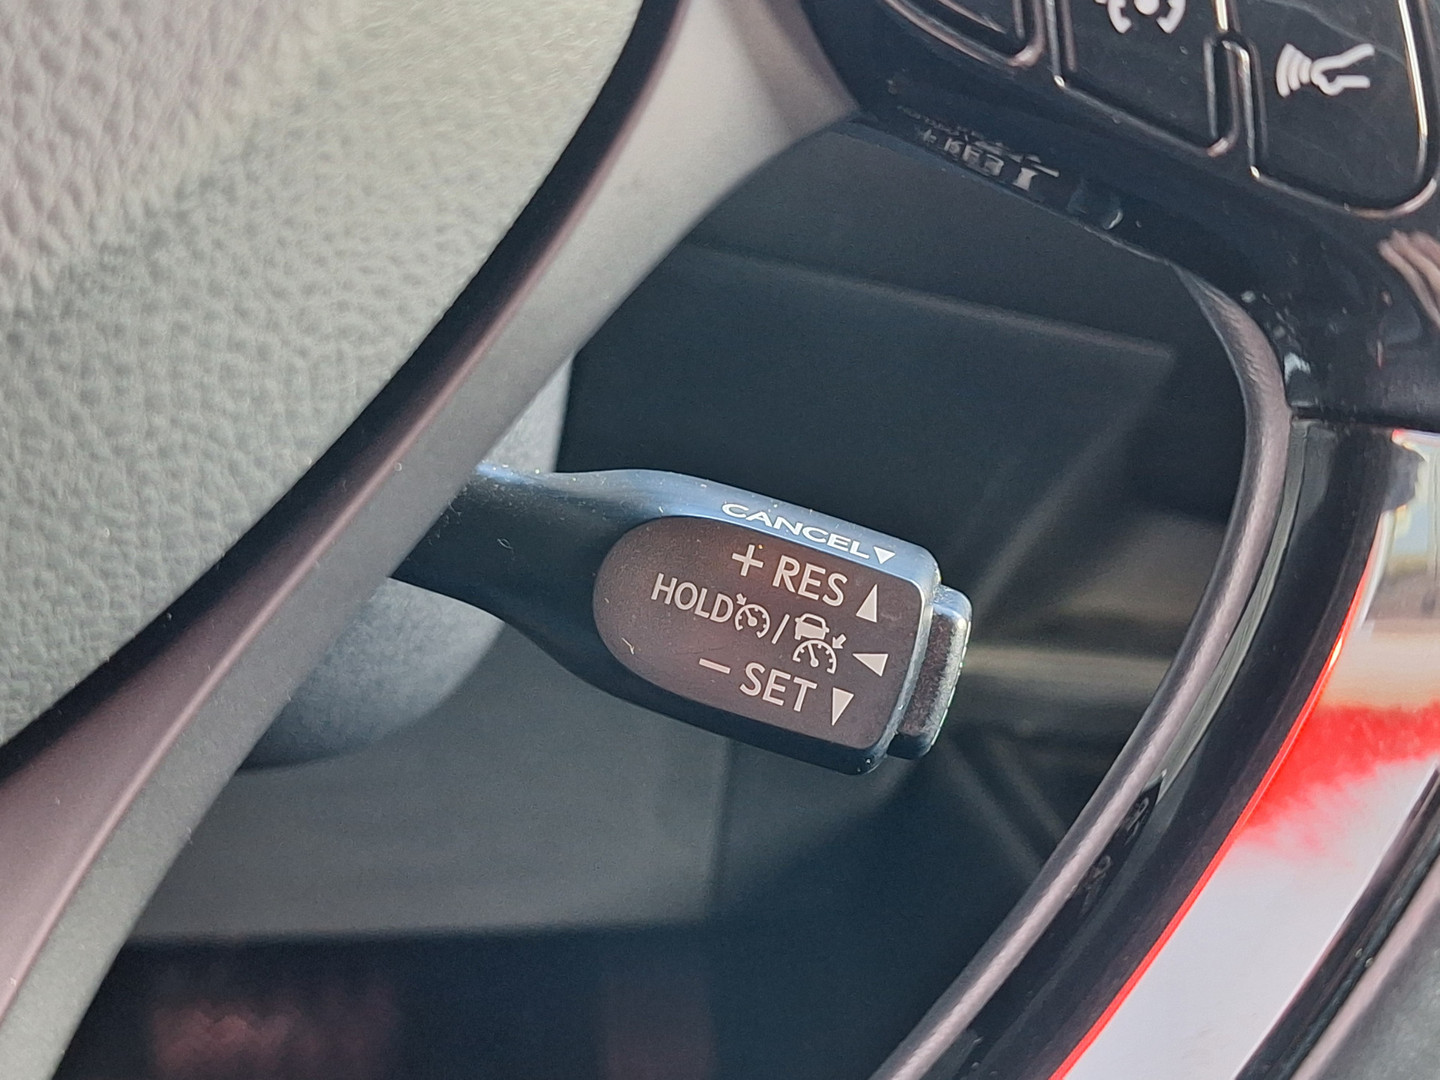 CANCEL▼
+ RES ▲
HOLD / ◀
− SET ▼